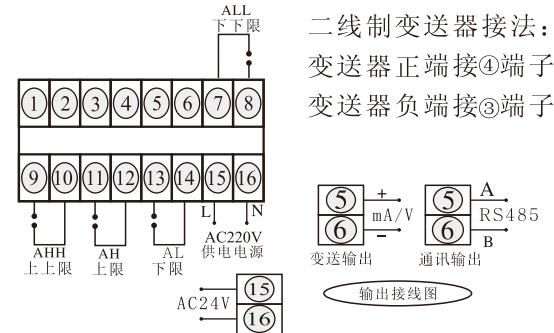 ALL
下下限
二线制变送器接法：
变送器正端接④端子
变送器负端接③端子
1 2 3 4 5 6 7 8
9 10 11 12 13 14 15 16
L N
AHH
上上限
AH
上限
AL
下限
AC220V
供电电源
5 + mA/V
6 −
变送输出
5 A RS485
6 B
通讯输出
AC24V
15
16
输出接线图